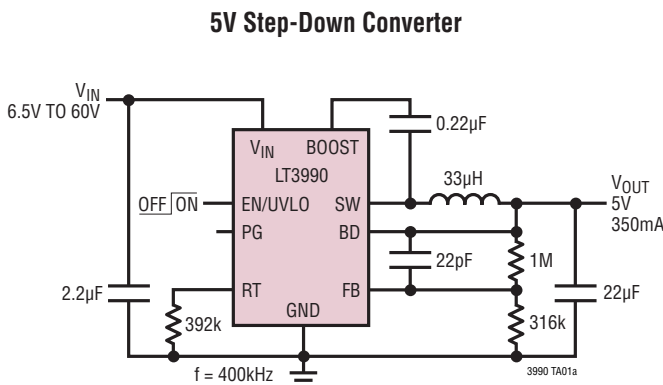 5V Step-Down Converter
VIN
6.5V TO 60V
0.22µF
VIN BOOST
LT3990
33µH
VOUT
5V
350mA
OFF ON
EN/UVLO SW
PG BD
22pF
1M
2.2µF
RT FB
22µF
GND
392k
316k
f = 400kHz
3990 TA01a